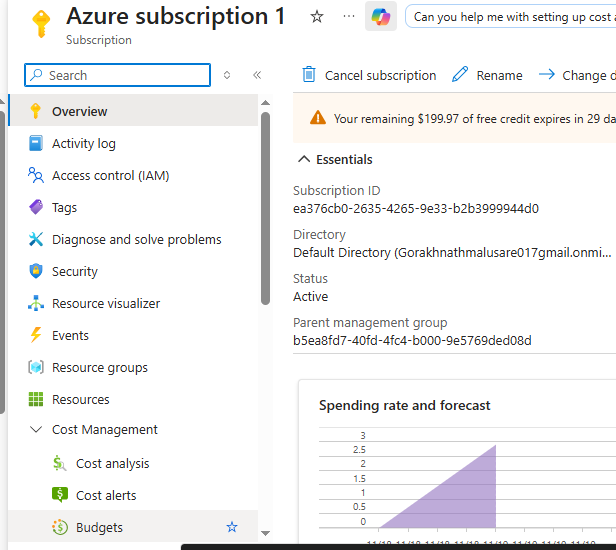 Azure subscription 1
Subscription
Can you help me with setting up cost
Search
Cancel subscription
Rename
Change d
Overview
Activity log
Access control (IAM)
Tags
Diagnose and solve problems
Security
Resource visualizer
Events
Resource groups
Resources
Cost Management
Cost analysis
Cost alerts
Budgets
Your remaining $199.97 of free credit expires in 29 da
Essentials
Subscription ID
ea376cb0-2635-4265-9e33-b2b3999944d0
Directory
Default Directory (Gorakhnathmalusare017gmail.onmi...
Status
Active
Parent management group
b5ea8fd7-40fd-4fc4-b000-9e5769ded08d
Spending rate and forecast
3
2.5
2
1.5
1
0.5
0